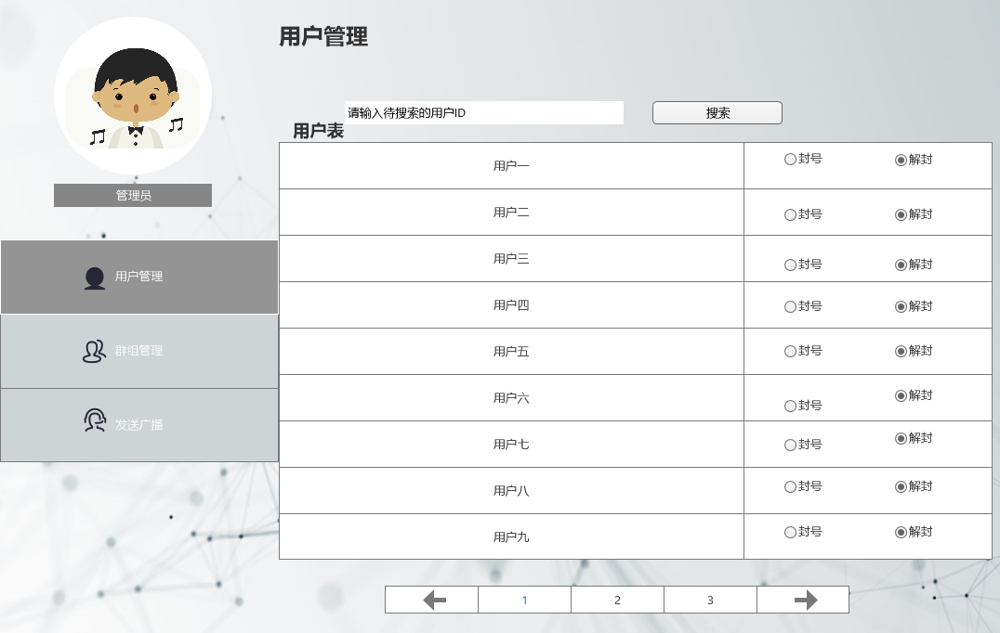 用户管理
请输入待搜索的用户ID
搜索
用户表
管理员
用户管理
群组管理
发送广播
用户一 封号 解封
用户二 封号 解封
用户三 封号 解封
用户四 封号 解封
用户五 封号 解封
用户六 封号 解封
用户七 封号 解封
用户八 封号 解封
用户九 封号 解封
1 2 3